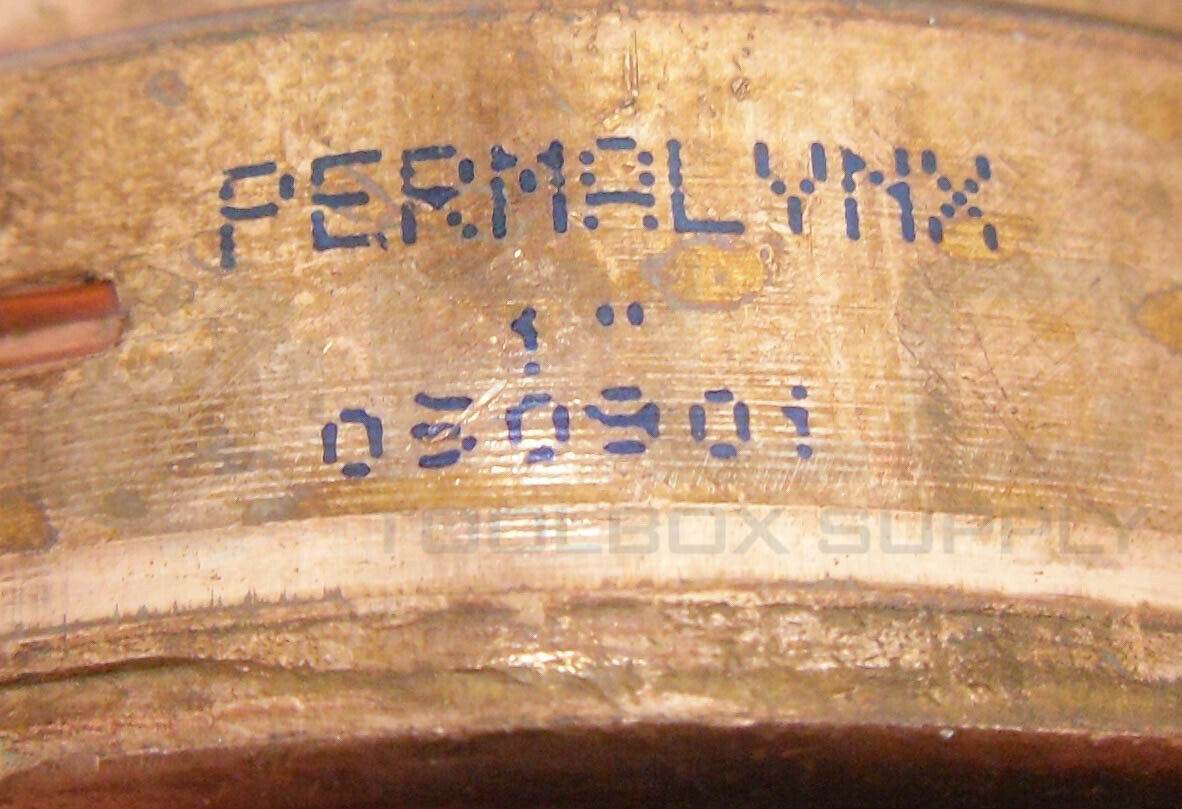 PERMALYNX
1"
030901
TOOLBOX SUPPLY